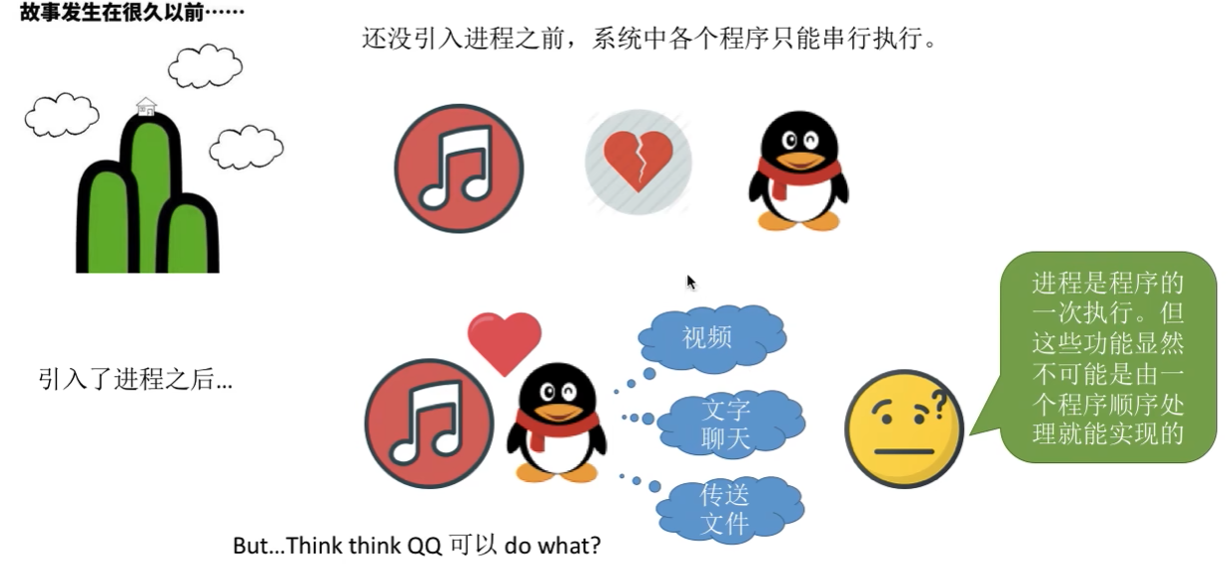 故事发生在很久以前……
还没引入进程之前，系统中各个程序只能串行执行。
引入了进程之后…
视频
文字
聊天
传送
文件
?
进程是程序的
一次执行。但
这些功能显然
不可能是由一
个程序顺序处
理就能实现的
But…Think think QQ 可以 do what?